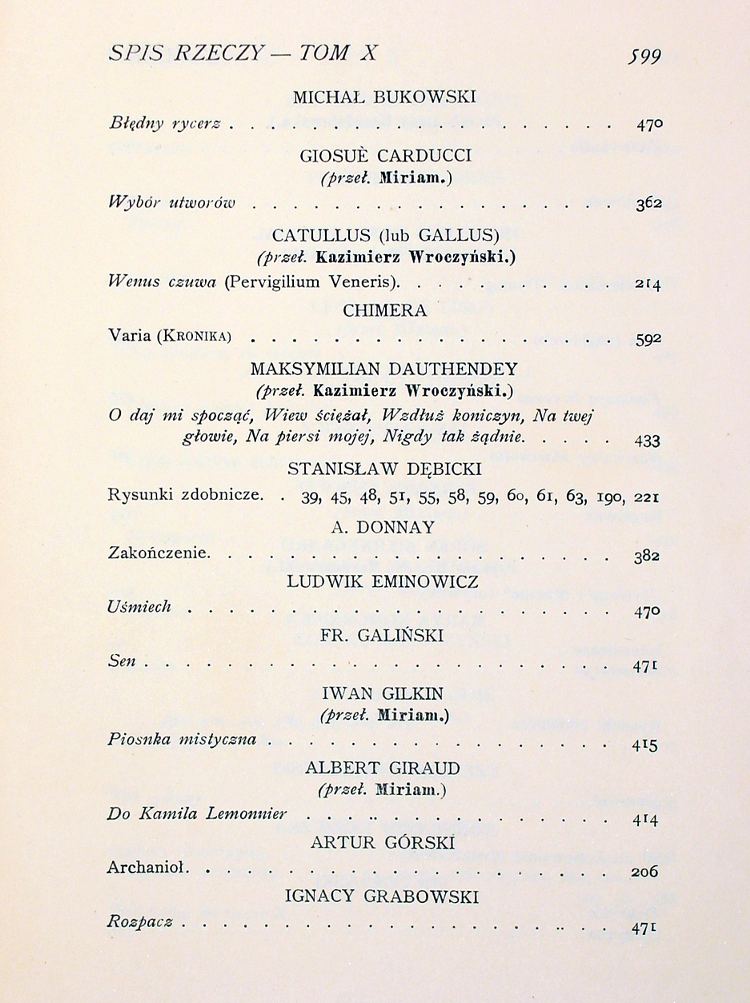 SPIS RZECZY — TOM X 599
MICHAŁ BUKOWSKI
Błędny rycerz . . . . . . . . . . . . . . . . . . 470
GIOSUÈ CARDUCCI
(przeł. Miriam.)
Wybór utworów . . . . . . . . . . . . . . . . . 362
CATULLUS (lub GALLUS)
(przeł. Kazimierz Wroczyński.)
Wenus czuwa (Pervigilium Veneris). . . . . . . . . . 214
CHIMERA
Varia (KRONIKA) . . . . . . . . . . . . . . . . . 592
MAKSYMILIAN DAUTHENDEY
(przeł. Kazimierz Wroczyński.)
O daj mi spocząć, Wiew ściężał, Wzdłuż koniczyn, Na twej
głowie, Na piersi mojej, Nigdy tak żądnie. . . . . 433
STANISŁAW DĘBICKI
Rysunki zdobnicze. . 39, 45, 48, 51, 55, 58, 59, 60, 61, 63, 190, 221
A. DONNAY
Zakończenie. . . . . . . . . . . . . . . . . . . 382
LUDWIK EMINOWICZ
Uśmiech . . . . . . . . . . . . . . . . . . . . 470
FR. GALIŃSKI
Sen . . . . . . . . . . . . . . . . . . . . . . 471
IWAN GILKIN
(przeł. Miriam.)
Piosnka mistyczna . . . . . . . . . . . . . . . . 415
ALBERT GIRAUD
(przeł. Miriam.)
Do Kamila Lemonnier . . . . . . . . . . . . . . . 414
ARTUR GÓRSKI
Archanioł. . . . . . . . . . . . . . . . . . . . 206
IGNACY GRABOWSKI
Rozpacz . . . . . . . . . . . . . . . . . . . . 471